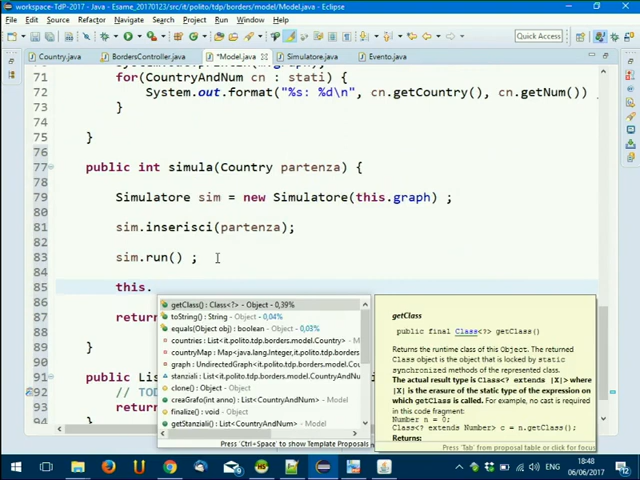 workspace-TdP-2017 - Java - Esame_20170123/src/it/polito/tdp/borders/model/Model.java - Eclipse
File Edit Source Refactor Navigate Search Project Run Window Help
Quick Access
Country.java BordersController.java *Model.java Simulatore.java Evento.java
71 for(CountryAndNum cn : stati) {
72 System.out.format("%s: %d\n", cn.getCountry(), cn.getNum())
73 }
74
75 }
76
77 public int simula(Country partenza) {
78
79 Simulatore sim = new Simulatore(this.graph) ;
80
81 sim.inserisci(partenza);
82
83 sim.run() ;
84
85 this.
86
87 retur
88
89 }
90
91 public Lis
92 // TOD
93 return
94 }
getClass() : Class<?> - Object - 0,39%
toString() : String - Object - 0,04%
equals(Object obj) : boolean - Object - 0,03%
countries : List<it.polito.tdp.borders.model.Country>
countryMap : Map<java.lang.Integer,it.polito.tdp.borders
graph : UndirectedGraph<it.polito.tdp.borders.model
stanziali : List<it.polito.tdp.borders.model.CountryAndNu
clone() : Object - Object
creaGrafo(int anno) : List<CountryAndNum> - Model
finalize() : void - Object
getStanziali() : List<CountryAndNum> - Model
Press 'Ctrl+Space' to show Template Proposals
getClass
public final Class<?> getClass()
Returns the runtime class of this Object. The returned
Class object is the object that is locked by static
synchronized methods of the represented class.
The actual result type is Class<? extends |X|> where
|X| is the erasure of the static type of the expression on
which getClass is called. For example, no cast is
required in this code fragment:
Number n = 0;
Class<? extends Number> c = n.getClass();
Returns:
Press 'Tab' from proposal table or click for focus
ENG 18:48
06/06/2017